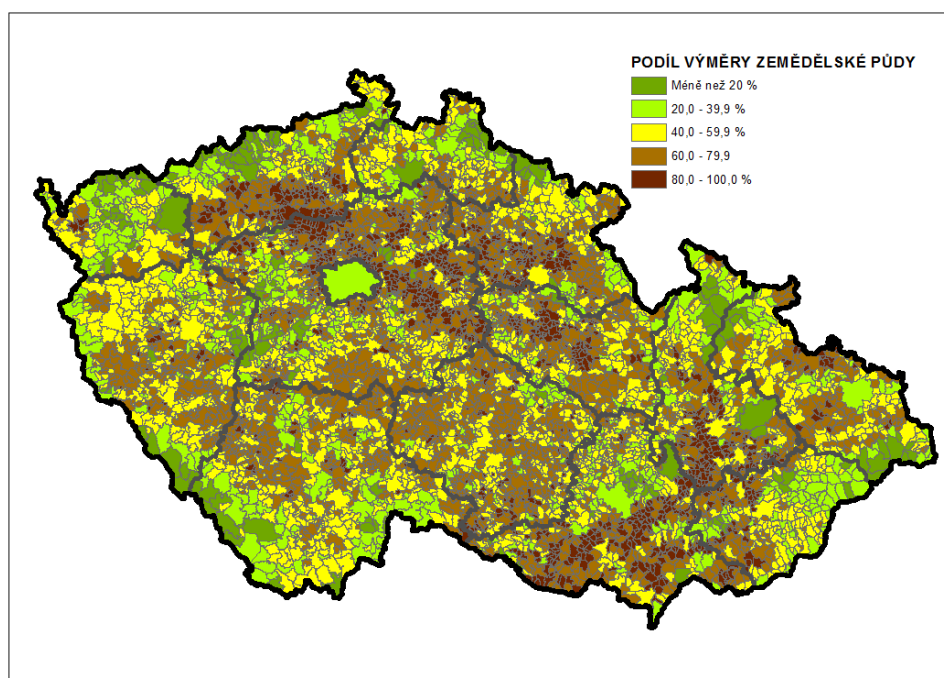 PODÍL VÝMĚRY ZEMĚDĚLSKÉ PŮDY
Méně než 20 %
20,0 - 39,9 %
40,0 - 59,9 %
60,0 - 79,9
80,0 - 100,0 %